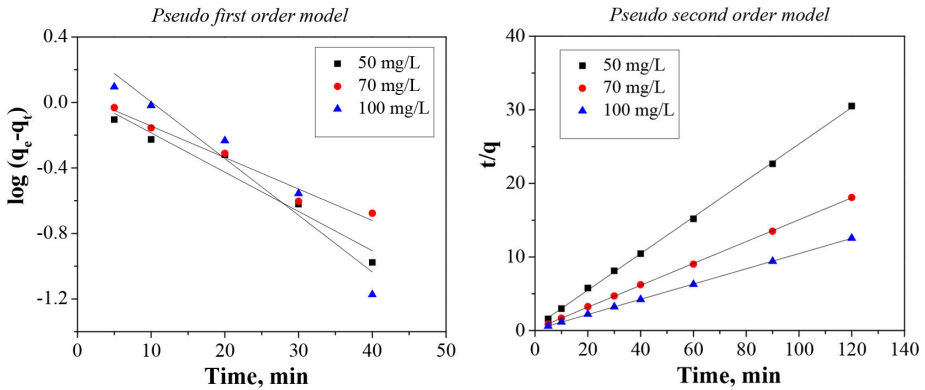 Pseudo first order model
0.4
0.0
-0.4
-0.8
-1.2
log (qe-qt)
50 mg/L
70 mg/L
100 mg/L
0
10
20
30
40
50
Time, min
Pseudo second order model
40
30
20
10
0
t/q
50 mg/L
70 mg/L
100 mg/L
0
20
40
60
80
100
120
140
Time, min